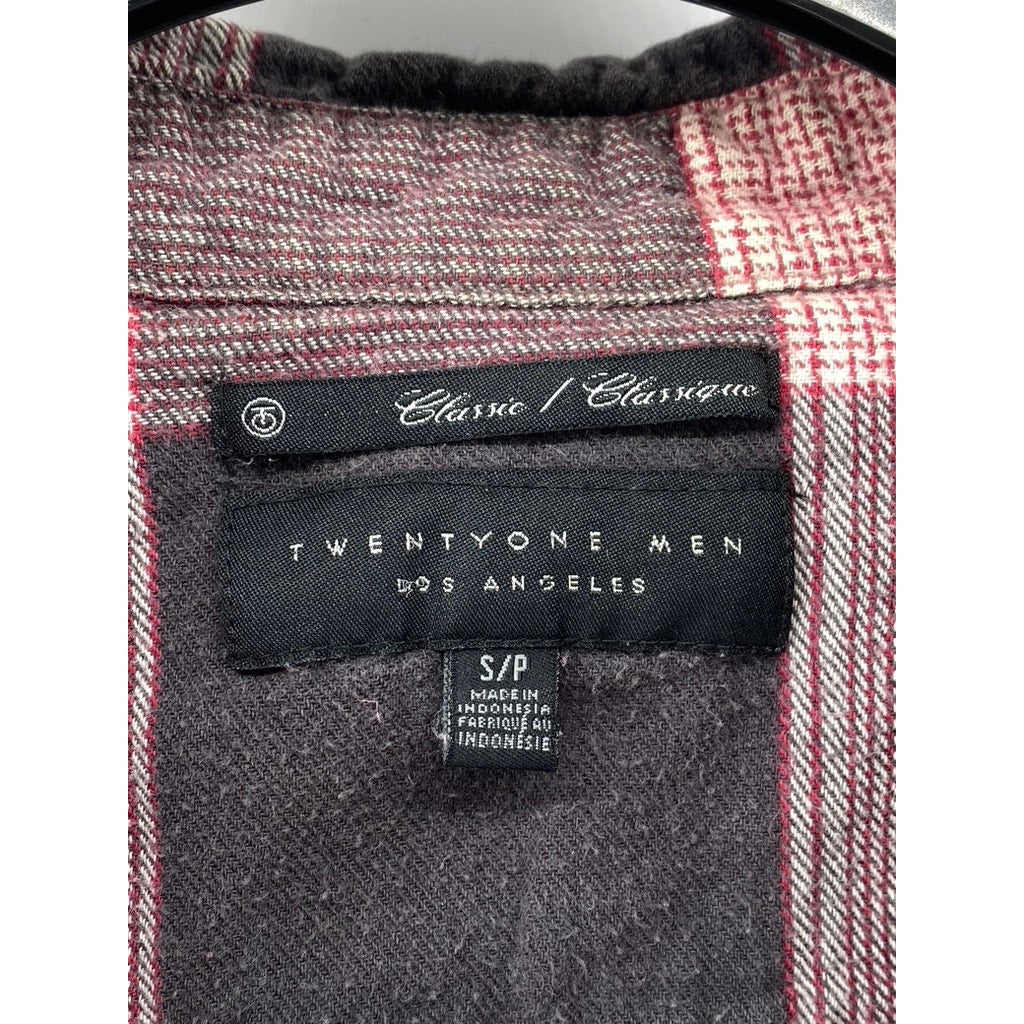 Classic / Classique
TWENTYONE MEN
LOS ANGELES
S/P
MADE IN
INDONESIA
FABRIQUÉ AU
INDONÉSIE